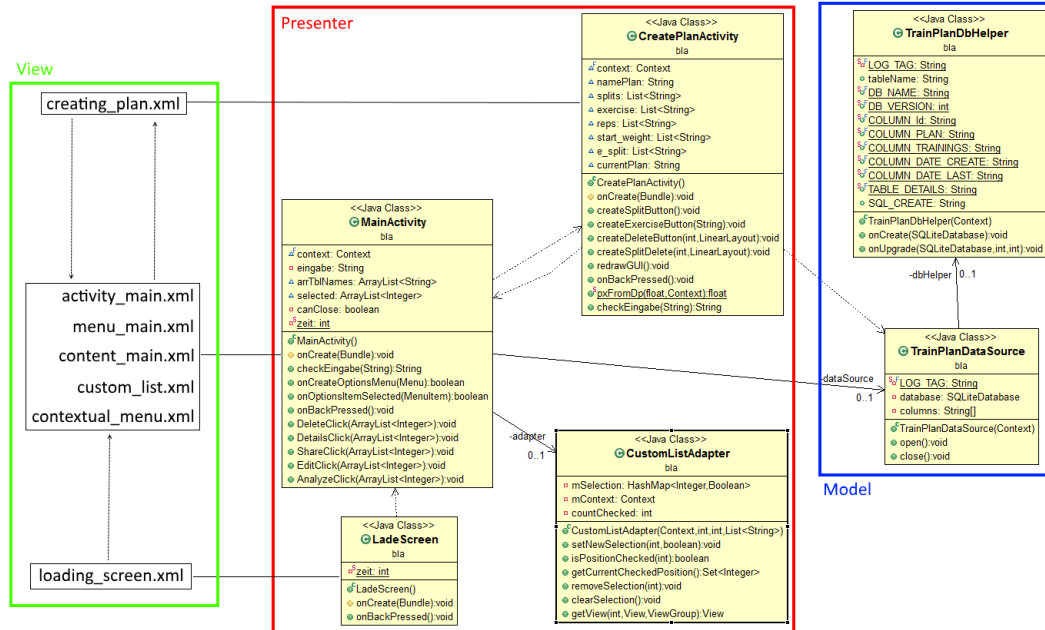 View
creating_plan.xml
activity_main.xml
menu_main.xml
content_main.xml
custom_list.xml
contextual_menu.xml
loading_screen.xml
Presenter
<<Java Class>>
CreatePlanActivity
bla
context: Context
namePlan: String
splits: List<String>
exercise: List<String>
reps: List<String>
start_weight: List<String>
e_split: List<String>
currentPlan: String
CreatePlanActivity()
onCreate(Bundle):void
createSplitButton():void
createExerciseButton(String):void
createDeleteButton(int,LinearLayout):void
createSplitDelete(int,LinearLayout):void
redrawGUI():void
onBackPressed():void
pxFromDp(float,Context):float
checkEingabe(String):String
<<Java Class>>
MainActivity
bla
context: Context
eingabe: String
arrTblNames: ArrayList<String>
selected: ArrayList<Integer>
canClose: boolean
zeit: int
MainActivity()
onCreate(Bundle):void
checkEingabe(String):String
onCreateOptionsMenu(Menu):boolean
onOptionsItemSelected(MenuItem):boolean
onBackPressed():void
DeleteClick(ArrayList<Integer>):void
DetailsClick(ArrayList<Integer>):void
ShareClick(ArrayList<Integer>):void
EditClick(ArrayList<Integer>):void
AnalyzeClick(ArrayList<Integer>):void
-adapter
0..1
<<Java Class>>
CustomListAdapter
bla
mSelection: HashMap<Integer,Boolean>
mContext: Context
countChecked: int
CustomListAdapter(Context,int,int,List<String>)
setNewSelection(int,boolean):void
isPositionChecked(int):boolean
getCurrentCheckedPosition():Set<Integer>
removeSelection(int):void
clearSelection():void
getView(int,View,ViewGroup):View
<<Java Class>>
LadeScreen
bla
zeit: int
LadeScreen()
onCreate(Bundle):void
onBackPressed():void
<<Java Class>>
TrainPlanDbHelper
bla
LOG_TAG: String
tableName: String
DB_NAME: String
DB_VERSION: int
COLUMN_Id: String
COLUMN_PLAN: String
COLUMN_TRAININGS: String
COLUMN_DATE_CREATE: String
COLUMN_DATE_LAST: String
TABLE_DETAILS: String
SQL_CREATE: String
TrainPlanDbHelper(Context)
onCreate(SQLiteDatabase):void
onUpgrade(SQLiteDatabase,int,int):void
-dbHelper
0..1
-dataSource
0..1
<<Java Class>>
TrainPlanDataSource
bla
LOG_TAG: String
database: SQLiteDatabase
columns: String[]
TrainPlanDataSource(Context)
open():void
close():void
Model